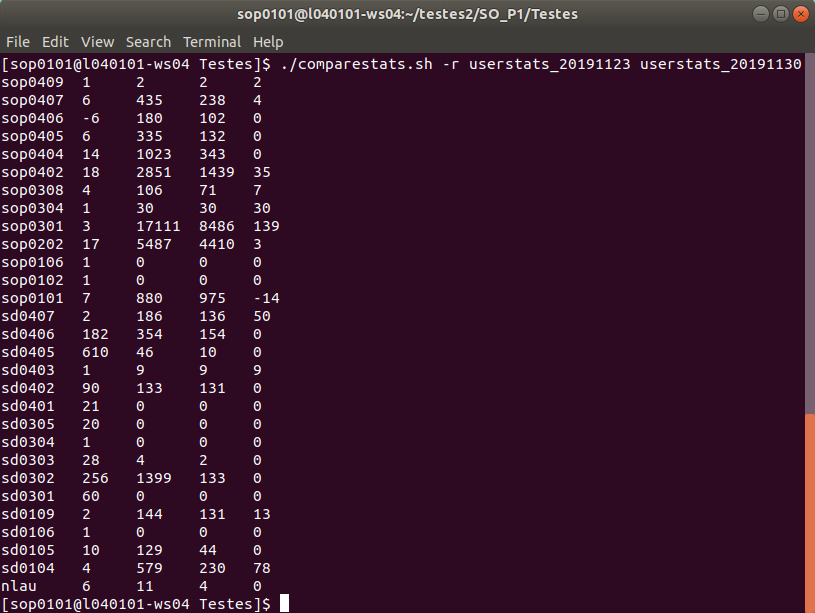 sop0101@l040101-ws04:~/testes2/SO_P1/Testes
File Edit View Search Terminal Help
[sop0101@l040101-ws04 Testes]$ ./comparestats.sh -r userstats_20191123 userstats_20191130
sop0409 1 2 2 2
sop0407 6 435 238 4
sop0406 -6 180 102 0
sop0405 6 335 132 0
sop0404 14 1023 343 0
sop0402 18 2851 1439 35
sop0308 4 106 71 7
sop0304 1 30 30 30
sop0301 3 17111 8486 139
sop0202 17 5487 4410 3
sop0106 1 0 0 0
sop0102 1 0 0 0
sop0101 7 880 975 -14
sd0407 2 186 136 50
sd0406 182 354 154 0
sd0405 610 46 10 0
sd0403 1 9 9 9
sd0402 90 133 131 0
sd0401 21 0 0 0
sd0305 20 0 0 0
sd0304 1 0 0 0
sd0303 28 4 2 0
sd0302 256 1399 133 0
sd0301 60 0 0 0
sd0109 2 144 131 13
sd0106 1 0 0 0
sd0105 10 129 44 0
sd0104 4 579 230 78
nlau 6 11 4 0
[sop0101@l040101-ws04 Testes]$